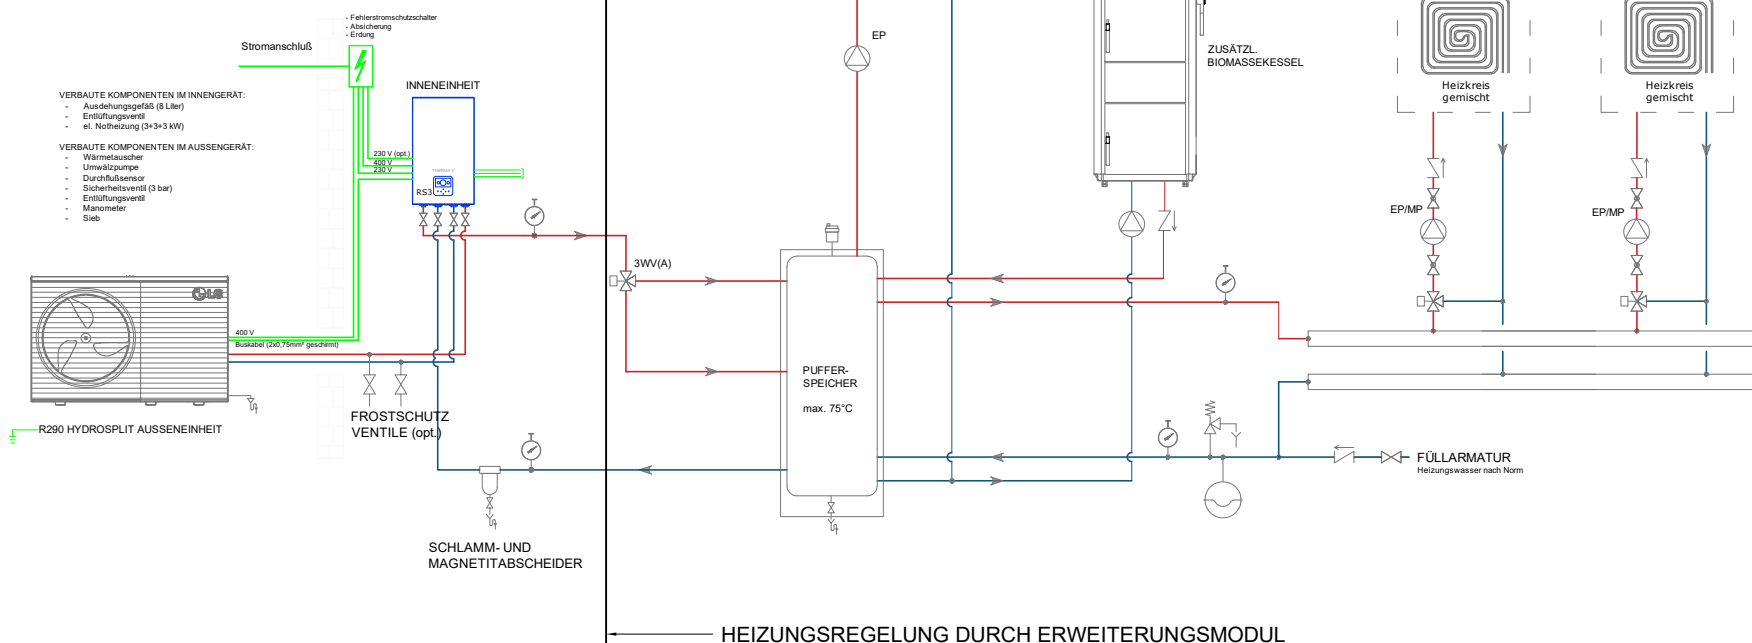 - Fehlerstromschutzschalter
- Absicherung
- Erdung
Stromanschluß
INNENEINHEIT
VERBAUTE KOMPONENTEN IM INNENGERÄT:
- Ausdehungsgefäß (8 Liter)
- Entlüftungsventil
- el. Notheizung (3+3+3 kW)
VERBAUTE KOMPONENTEN IM AUSSENGERÄT:
- Wärmetauscher
- Umwälzpumpe
- Durchflußsensor
- Sicherheitsventil (3 bar)
- Entlüftungsventil
- Manometer
- Sieb
230 V (opt.)
400 V
230 V
THERMA V
RS3
T
LG
400 V
Buskabel (2x0,75mm² geschirmt)
R290 HYDROSPLIT AUSSENEINHEIT
FROSTSCHUTZ
VENTILE (opt.)
T
SCHLAMM- UND
MAGNETITABSCHEIDER
3WV(A)
EP
PUFFER-
SPEICHER
max. 75°C
ZUSÄTZL.
BIOMASSEKESSEL
T
T
Heizkreis
gemischt
EP/MP
Heizkreis
gemischt
EP/MP
FÜLLARMATUR
Heizungswasser nach Norm
HEIZUNGSREGELUNG DURCH ERWEITERUNGSMODUL